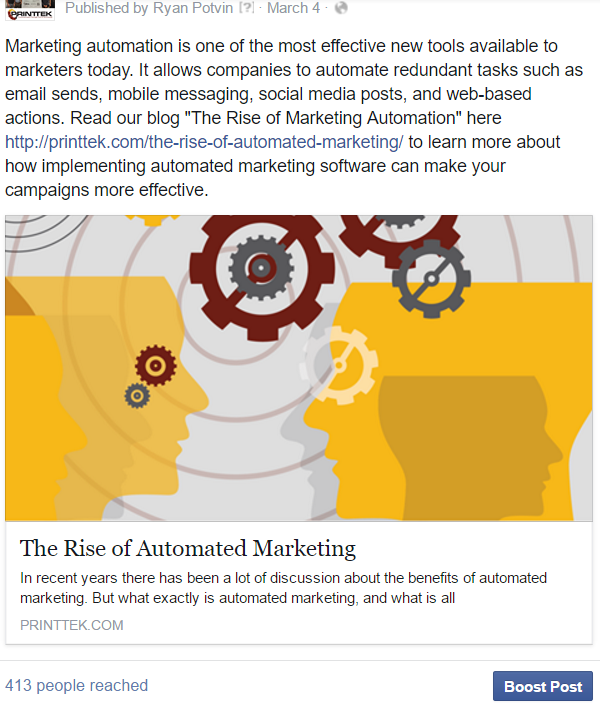 PRINTTEK
Published by Ryan Potvin [?] · March 4 ·
Marketing automation is one of the most effective new tools available to
marketers today. It allows companies to automate redundant tasks such as
email sends, mobile messaging, social media posts, and web-based
actions. Read our blog "The Rise of Marketing Automation" here
http://printtek.com/the-rise-of-automated-marketing/ to learn more about
how implementing automated marketing software can make your
campaigns more effective.
The Rise of Automated Marketing
In recent years there has been a lot of discussion about the benefits of automated
marketing. But what exactly is automated marketing, and what is all
PRINTTEK.COM
413 people reached
Boost Post